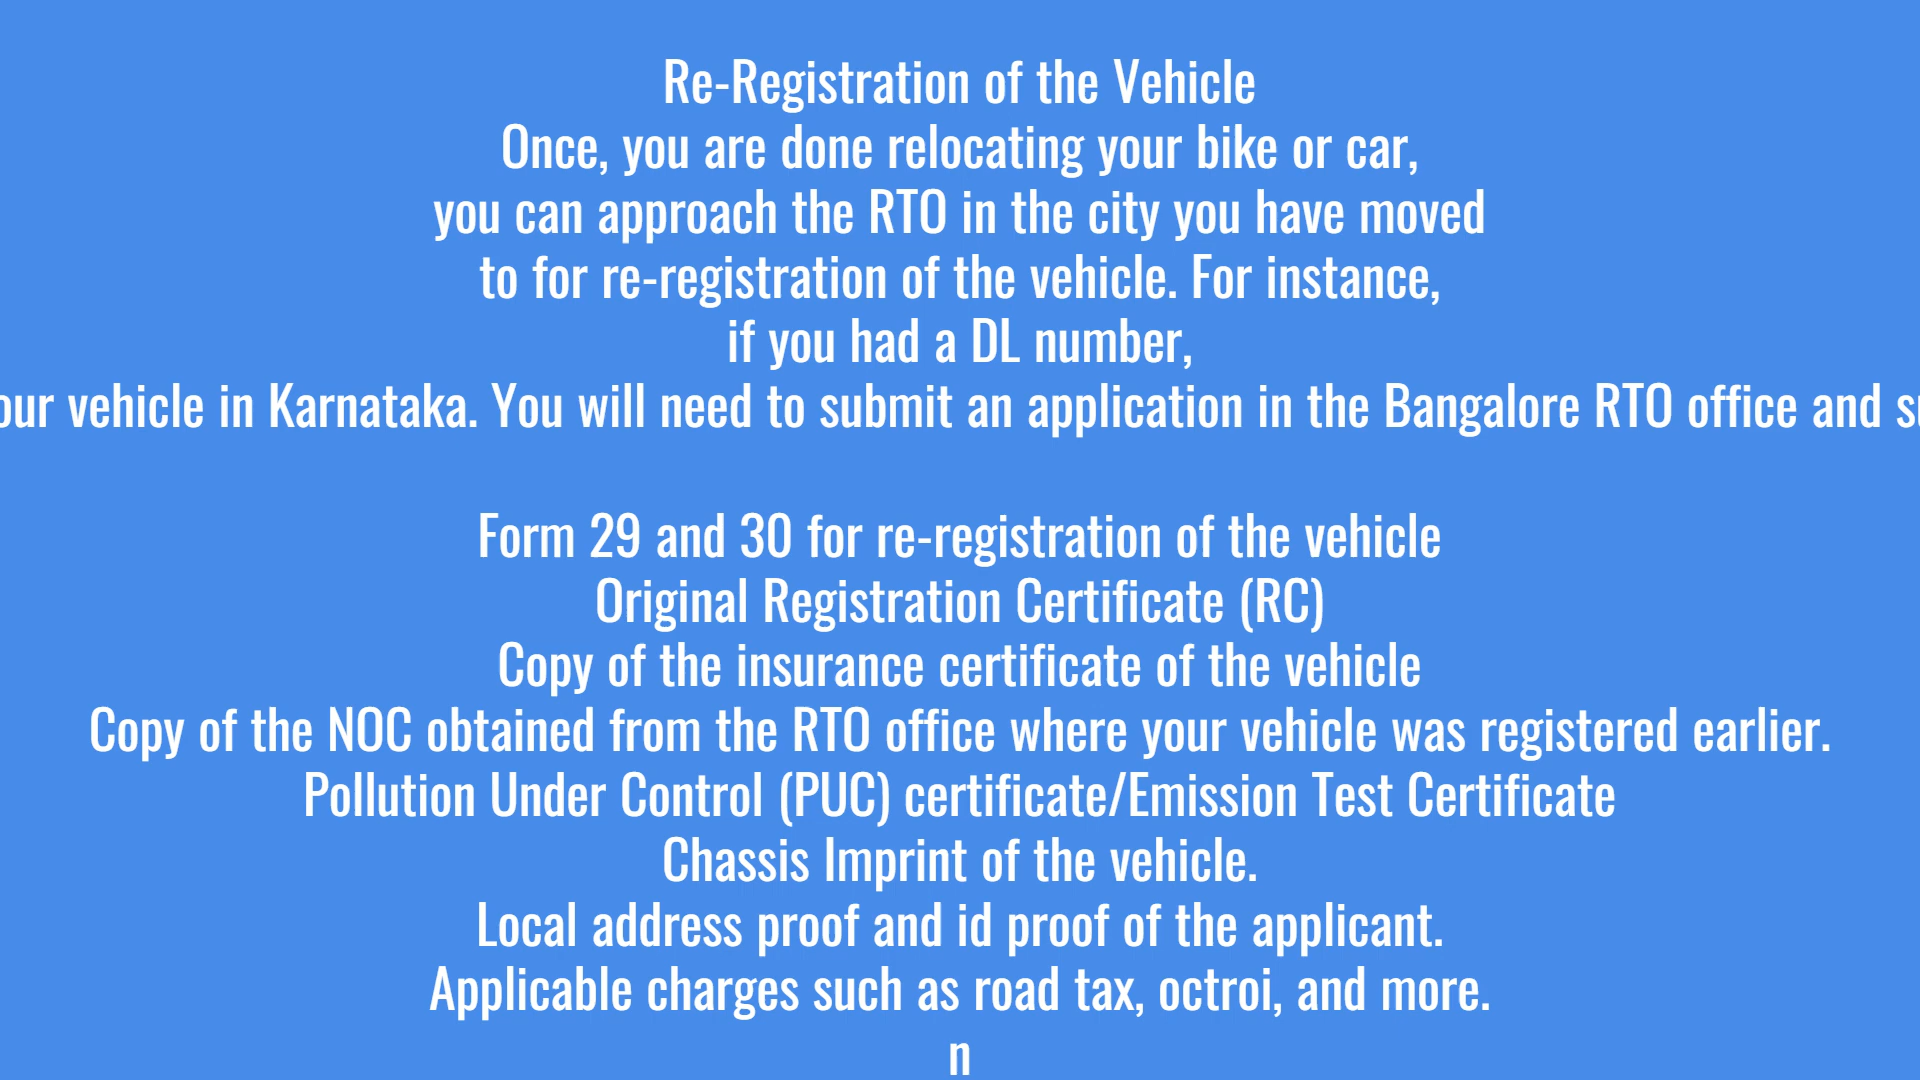 Re-Registration of the Vehicle
Once, you are done relocating your bike or car,
you can approach the RTO in the city you have moved
to for re-registration of the vehicle. For instance,
if you had a DL number,
vehicle in Karnataka. You will need to submit an application in the Bangalore RTO office and
Form 29 and 30 for re-registration of the vehicle
Original Registration Certificate (RC)
Copy of the insurance certificate of the vehicle
Copy of the NOC obtained from the RTO office where your vehicle was registered earlier.
Pollution Under Control (PUC) certificate/Emission Test Certificate
Chassis Imprint of the vehicle.
Local address proof and id proof of the applicant.
Applicable charges such as road tax, octroi, and more.
n